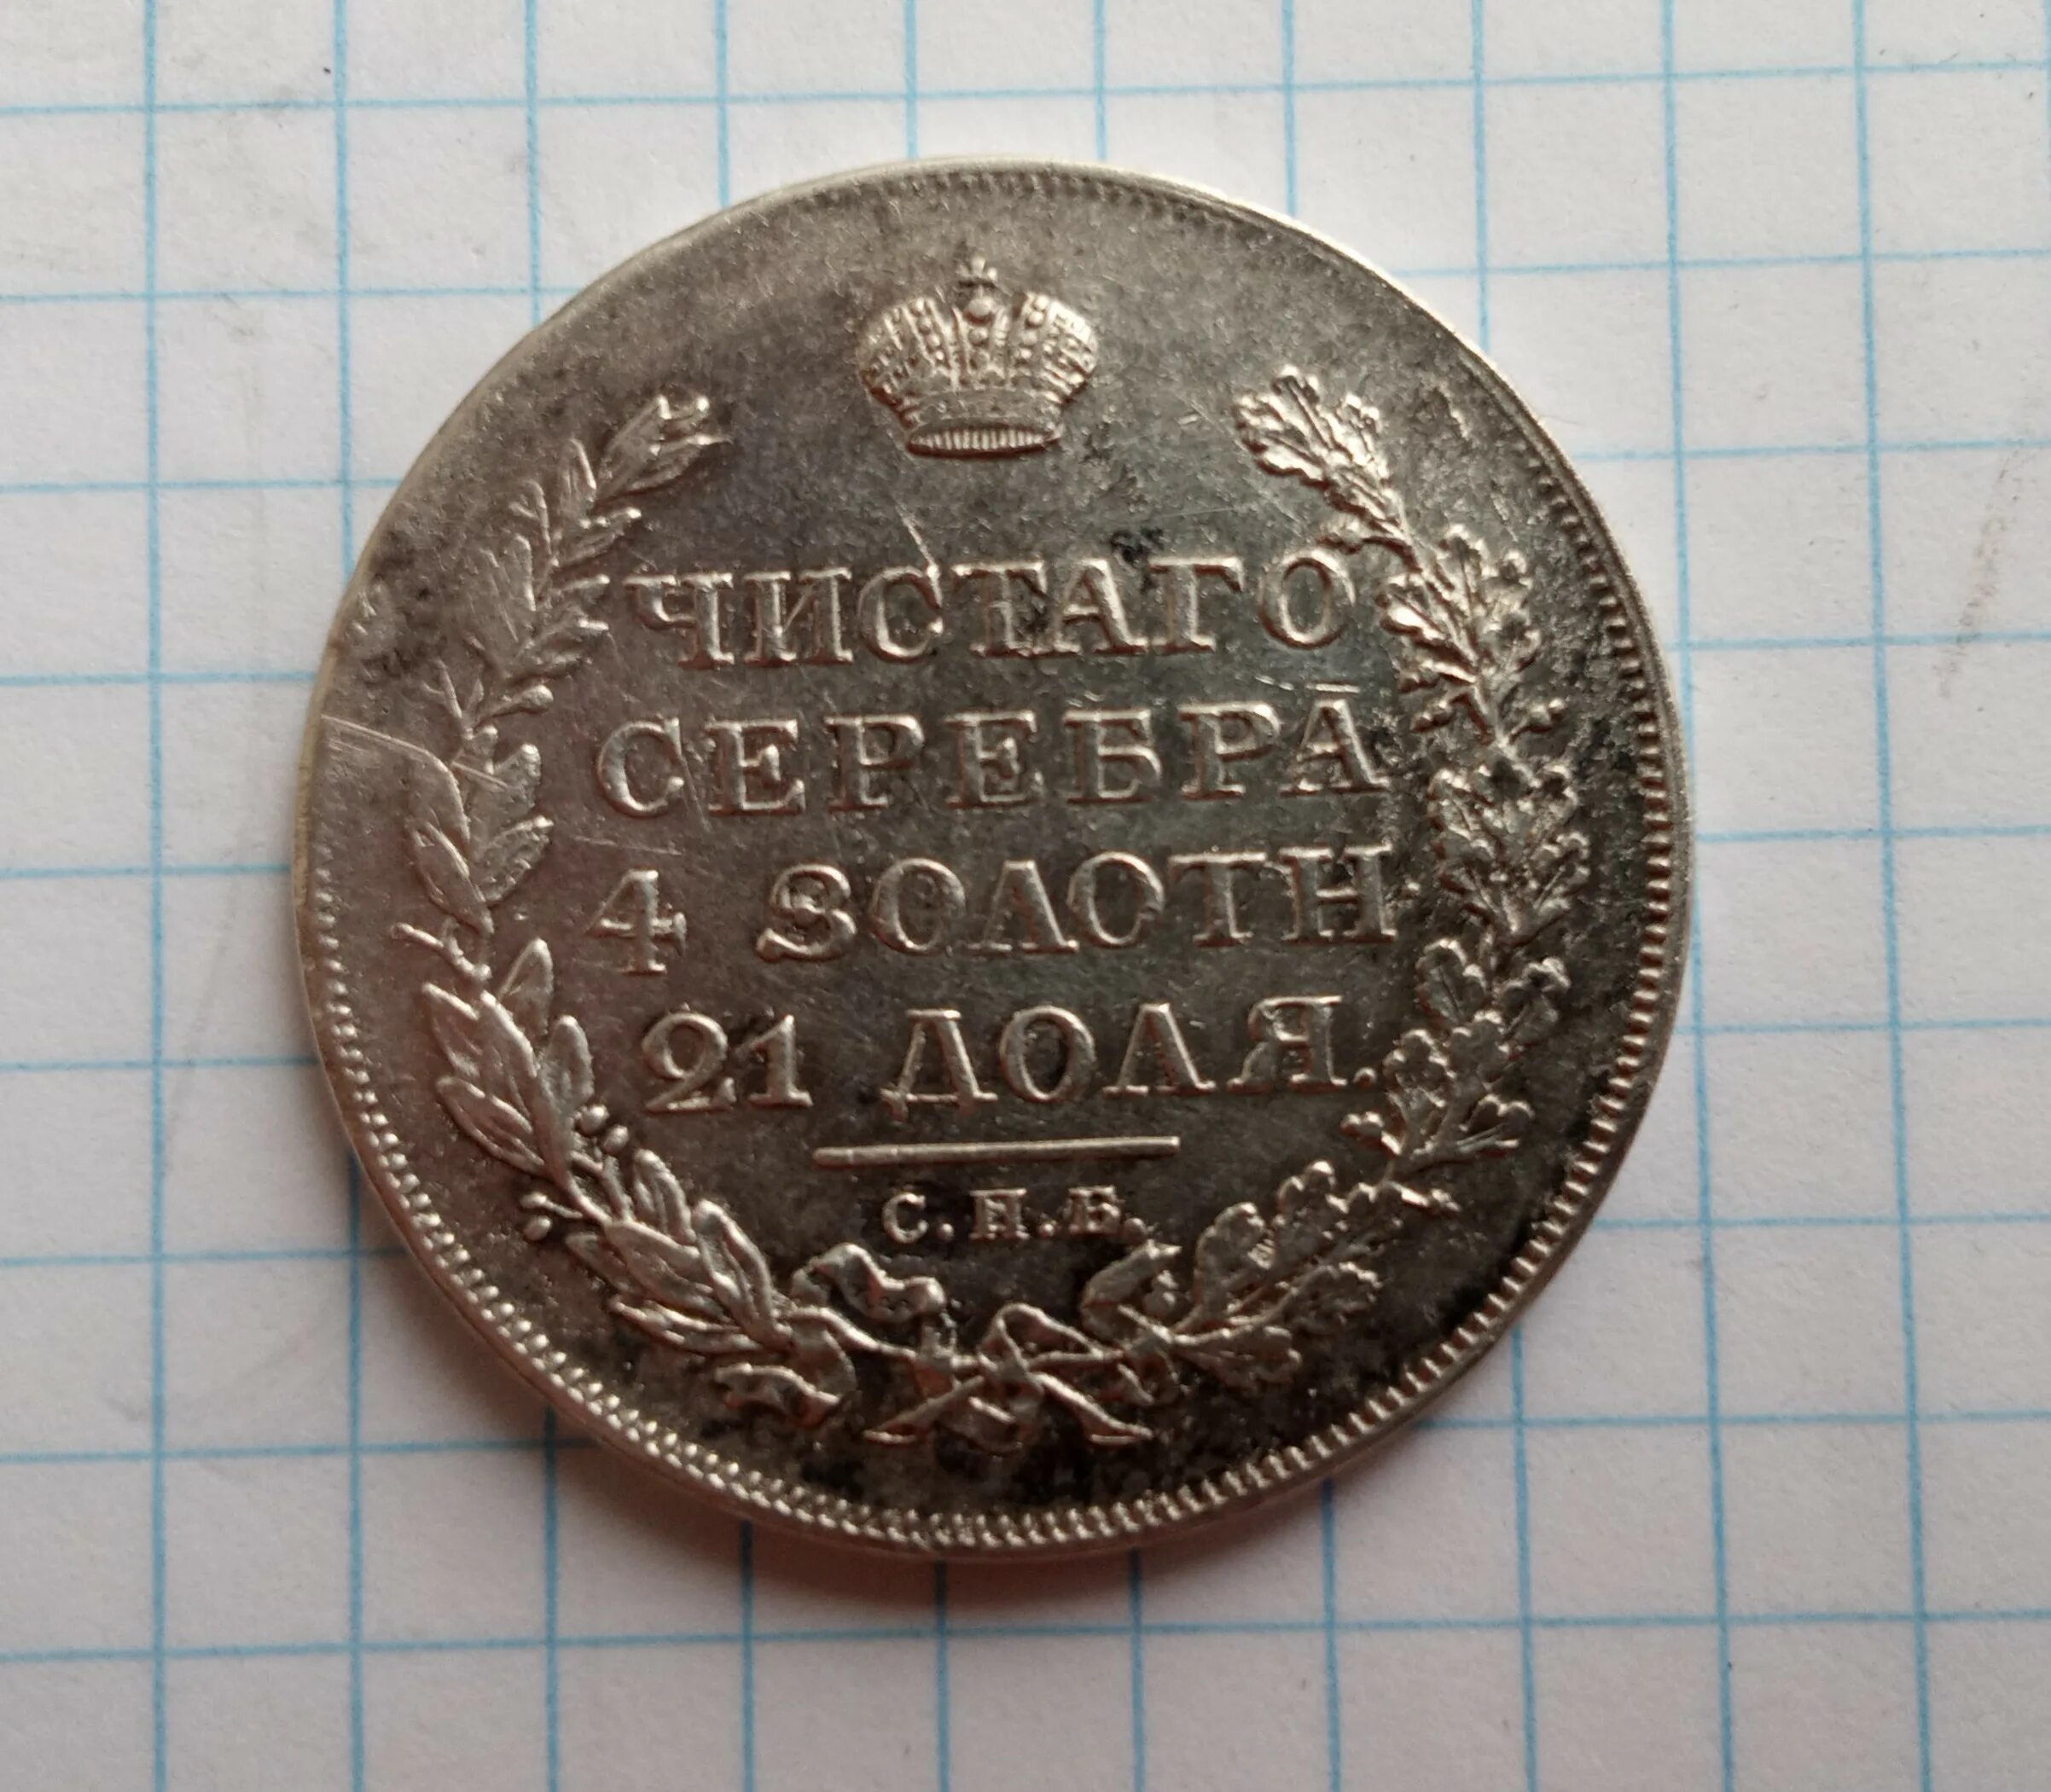 ЧИСТАГО
СЕРЕБРА
4 ЗОЛОТН
21 ДОЛЯ.
С.П.Б.